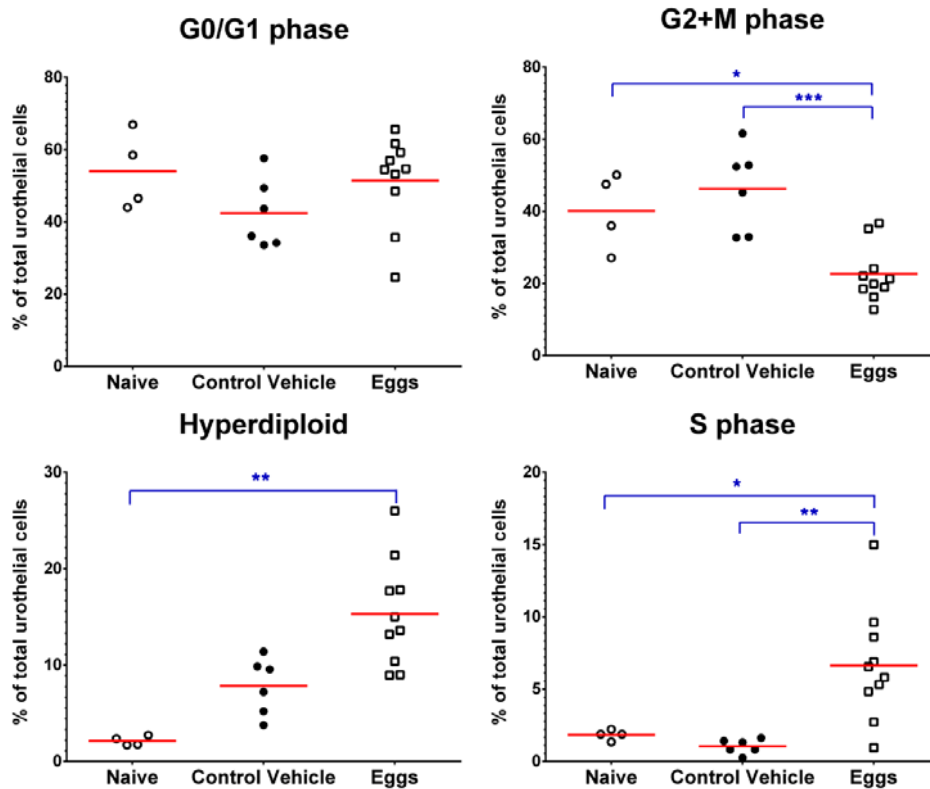 G0/G1 phase
% of total urothelial cells
80
60
40
20
0
Naive Control Vehicle Eggs
G2+M phase
% of total urothelial cells
80
60
40
20
0
*
***
Naive Control Vehicle Eggs
Hyperdiploid
% of total urothelial cells
30
20
10
0
**
Naive Control Vehicle Eggs
S phase
% of total urothelial cells
20
15
10
5
0
*
**
Naive Control Vehicle Eggs